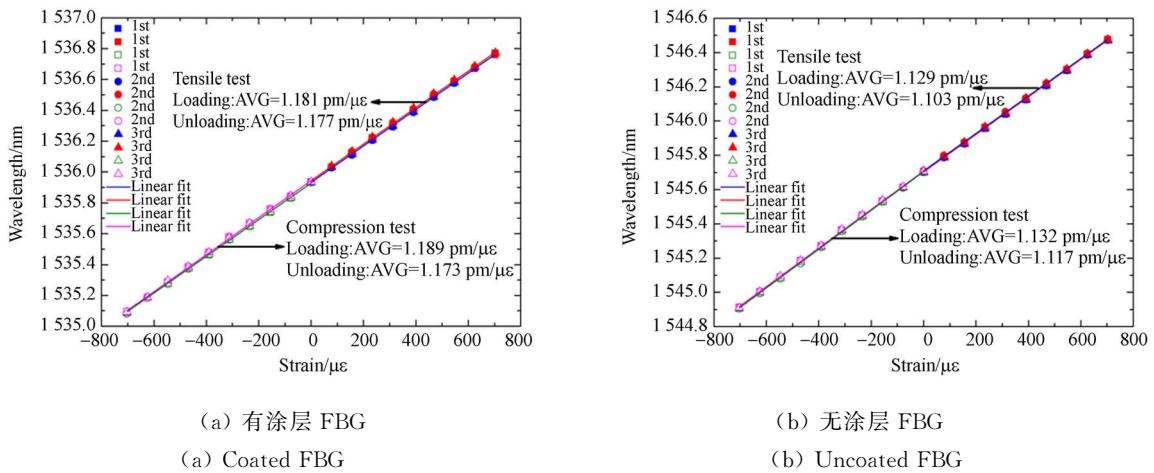 1 537.0
1 536.8
1 536.6
1 536.4
1 536.2
1 536.0
1 535.8
1 535.6
1 535.4
1 535.2
1 535.0
Wavelength/nm
1st
1st
1st
1st
2nd
2nd
2nd
2nd
3rd
3rd
3rd
3rd
Linear fit
Linear fit
Linear fit
Linear fit
Tensile test
Loading:AVG=1.181 pm/με
Unloading:AVG=1.177 pm/με
Compression test
Loading:AVG=1.189 pm/με
Unloading:AVG=1.173 pm/με
−800 −600 −400 −200 0 200 400 600 800
Strain/με
(a) 有涂层 FBG
(a) Coated FBG
1 546.6
1 546.4
1 546.2
1 546.0
1 545.8
1 545.6
1 545.4
1 545.2
1 545.0
1 544.8
Wavelength/nm
1st
1st
1st
1st
2nd
2nd
2nd
2nd
3rd
3rd
3rd
3rd
Linear fit
Linear fit
Linear fit
Linear fit
Tensile test
Loading:AVG=1.129 pm/με
Unloading:AVG=1.103 pm/με
Compression test
Loading:AVG=1.132 pm/με
Unloading:AVG=1.117 pm/με
−800 −600 −400 −200 0 200 400 600 800
Strain/με
(b) 无涂层 FBG
(b) Uncoated FBG